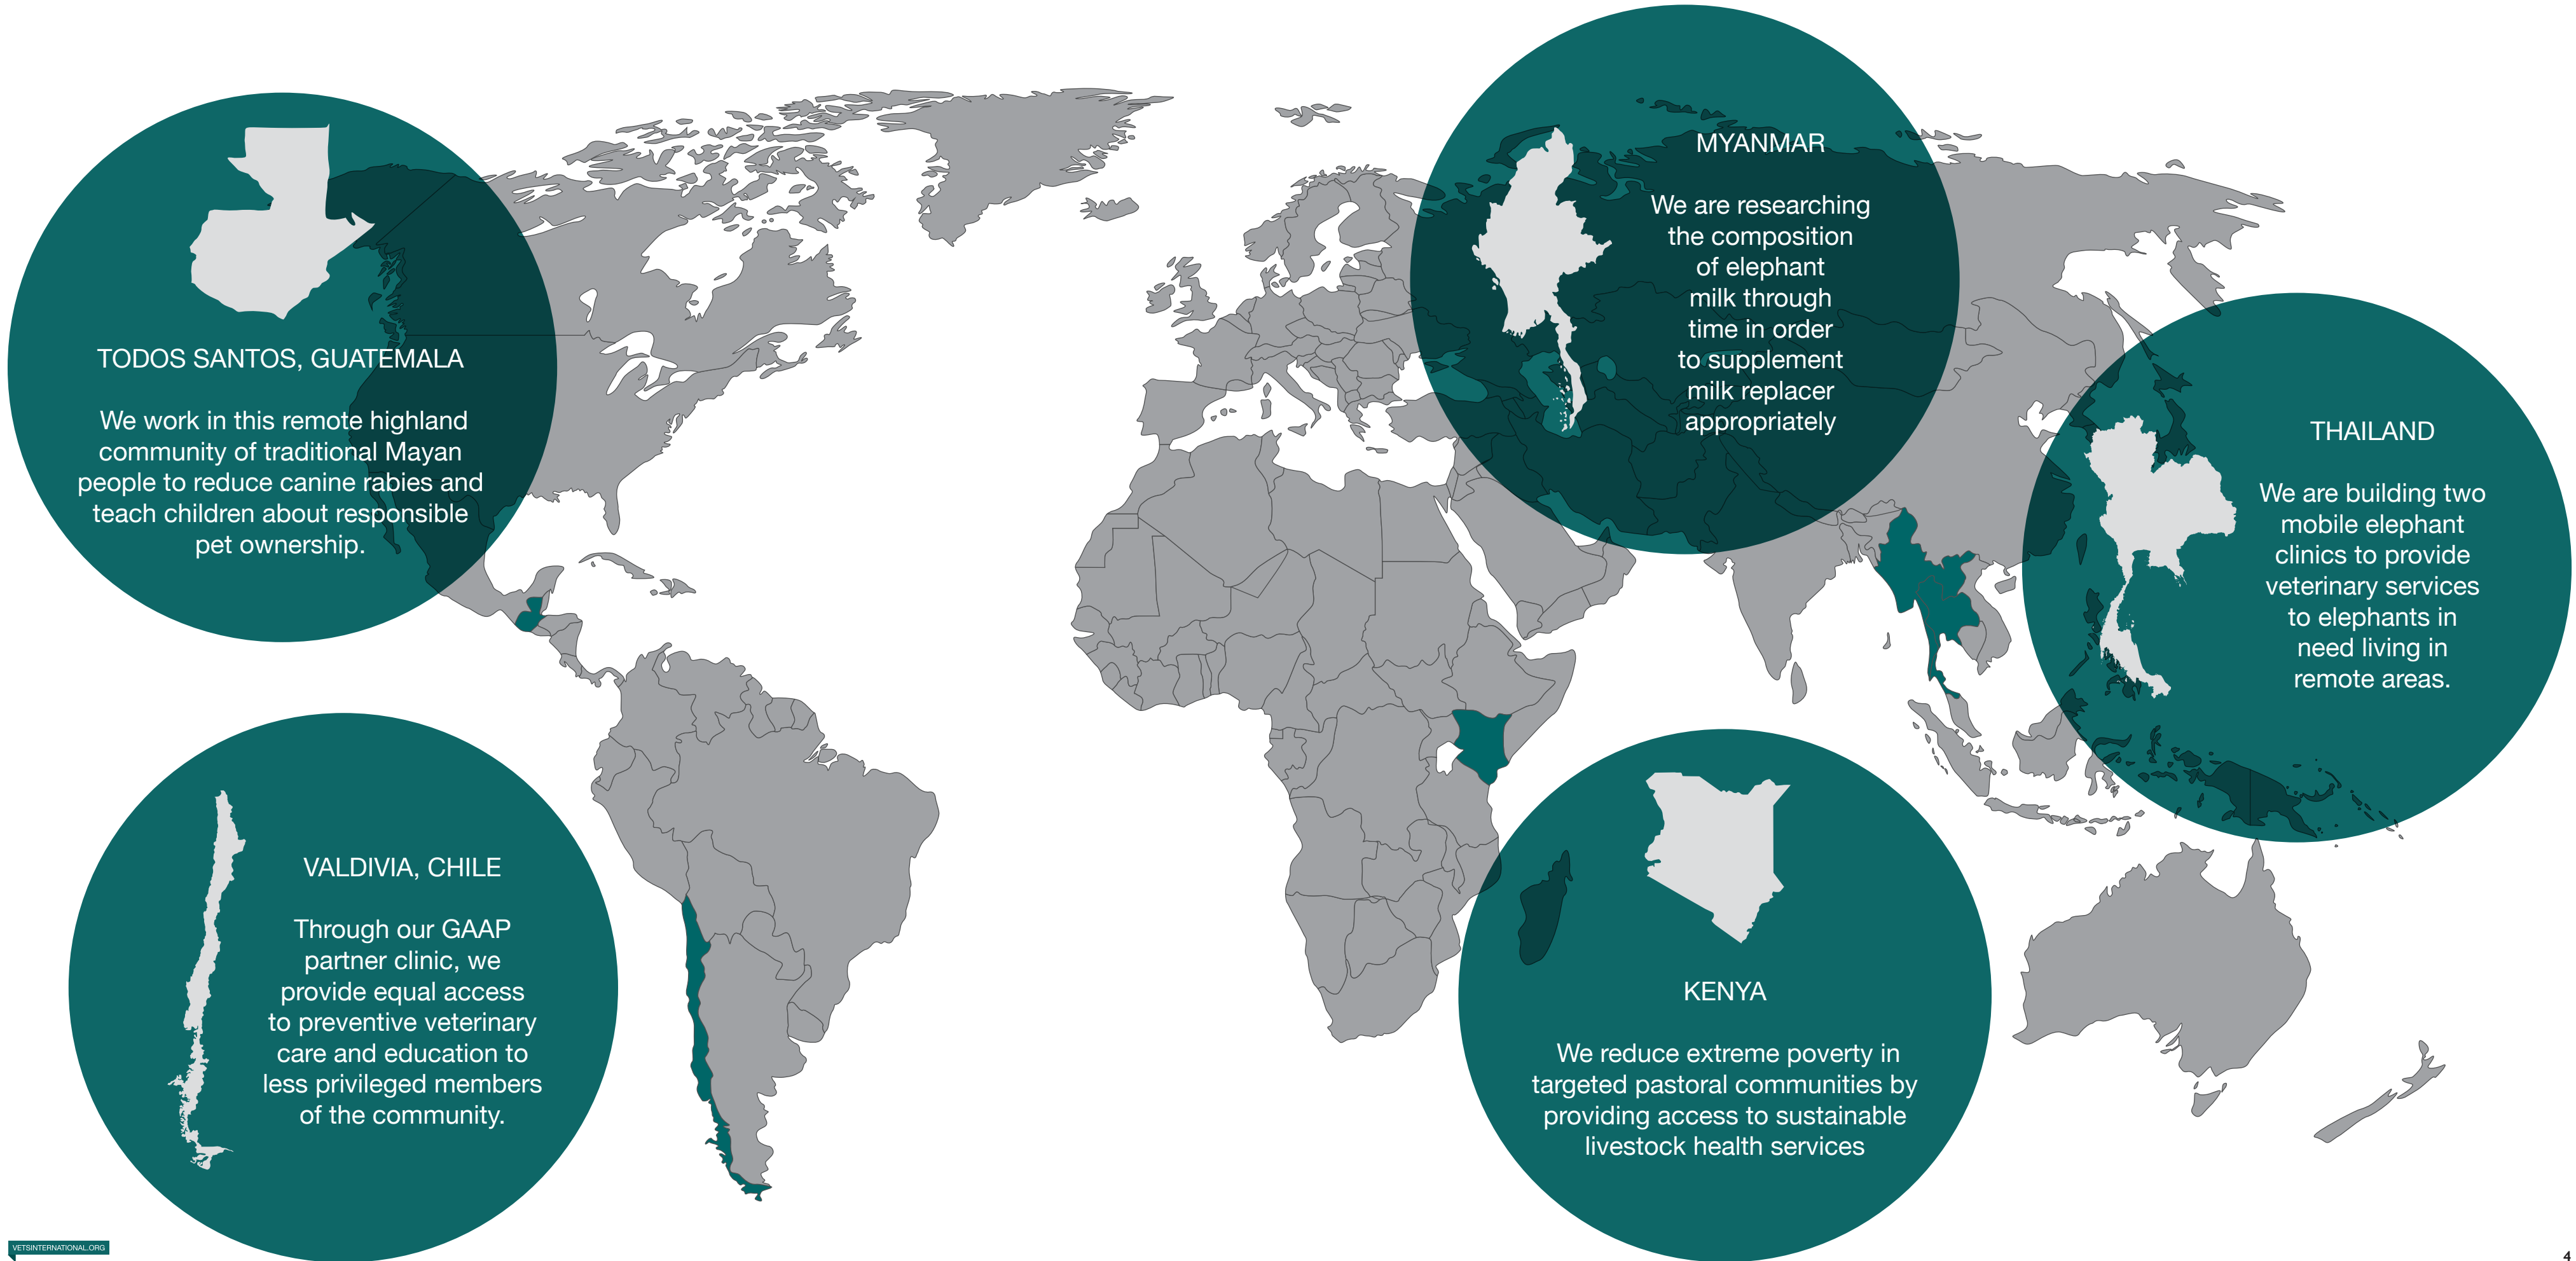 TODOS SANTOS, GUATEMALA
We work in this remote highland
community of traditional Mayan
people to reduce canine rabies and
teach children about responsible
pet ownership.
MYANMAR
We are researching
the composition
of elephant
milk through
time in order
to supplement
milk replacer
appropriately
THAILAND
We are building two
mobile elephant
clinics to provide
veterinary services
to elephants in
need living in
remote areas.
VALDIVIA, CHILE
Through our GAAP
partner clinic, we
provide equal access
to preventive veterinary
care and education to
less privileged members
of the community.
KENYA
We reduce extreme poverty in
targeted pastoral communities by
providing access to sustainable
livestock health services
VETSINTERNATIONAL.ORG
4